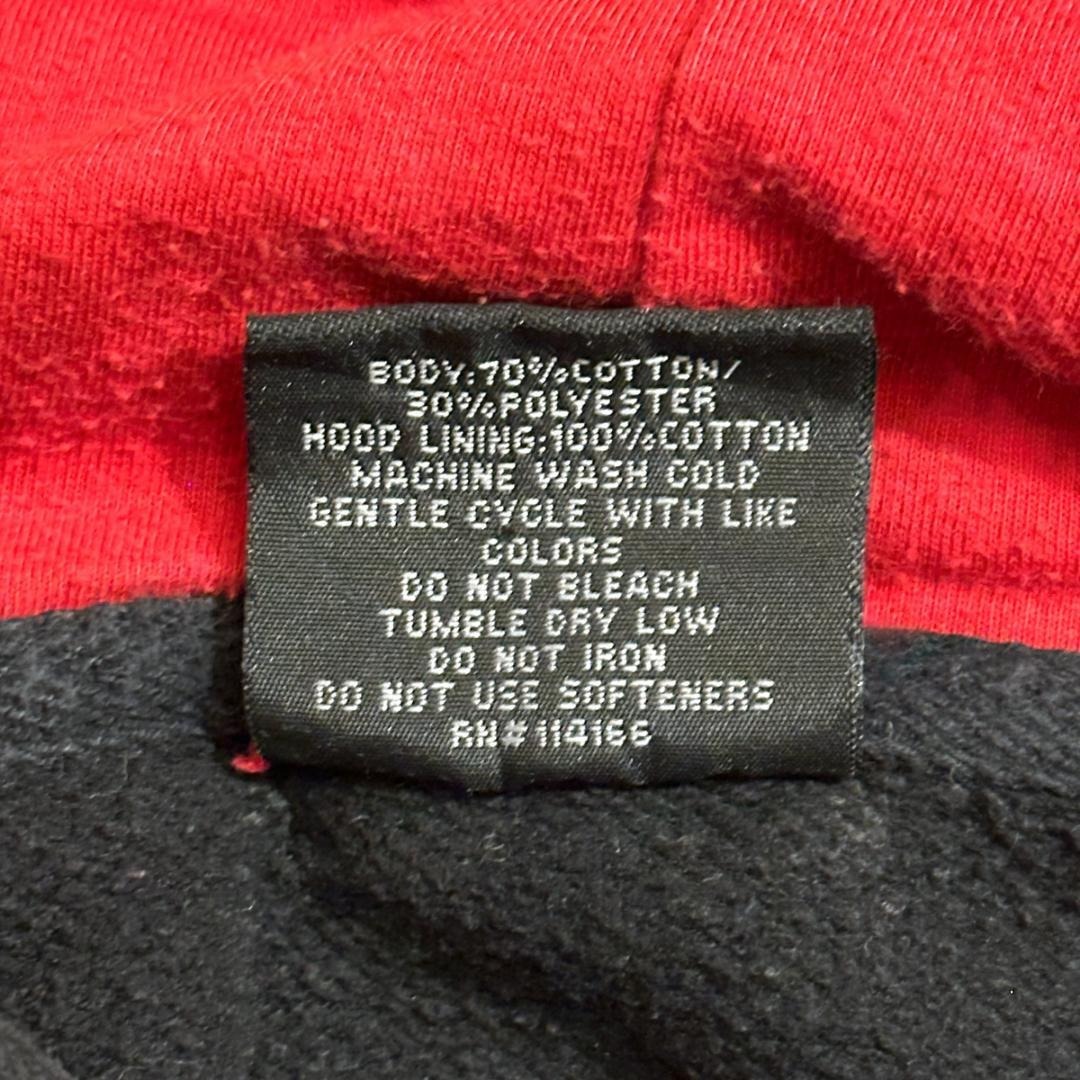 BODY:70%COTTON/
30%POLYESTER
HOOD LINING:100%COTTON
MACHINE WASH COLD
GENTLE CYCLE WITH LIKE
COLORS
DO NOT BLEACH
TUMBLE DRY LOW
DO NOT IRON
DO NOT USE SOFTENERS
RN#114166